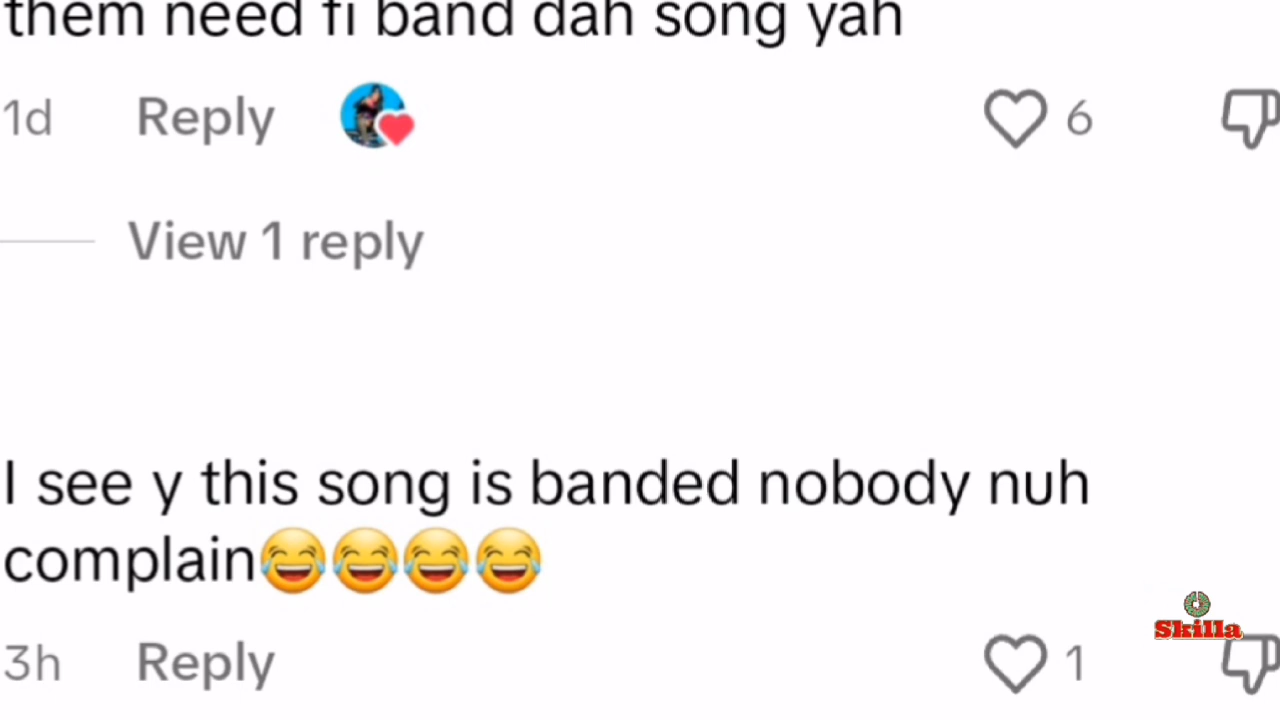 them need fi band dah song yah
1d Reply 6
View 1 reply
I see y this song is banded nobody nuh
complain😂😂😂😂
Skilla
3h Reply 1